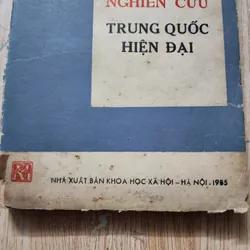 NGHIÊN CỨU
TRUNG QUỐC
HIỆN ĐẠI
NHÀ XUẤT BẢN KHOA HỌC XÃ HỘI – HÀ NỘI - 1985